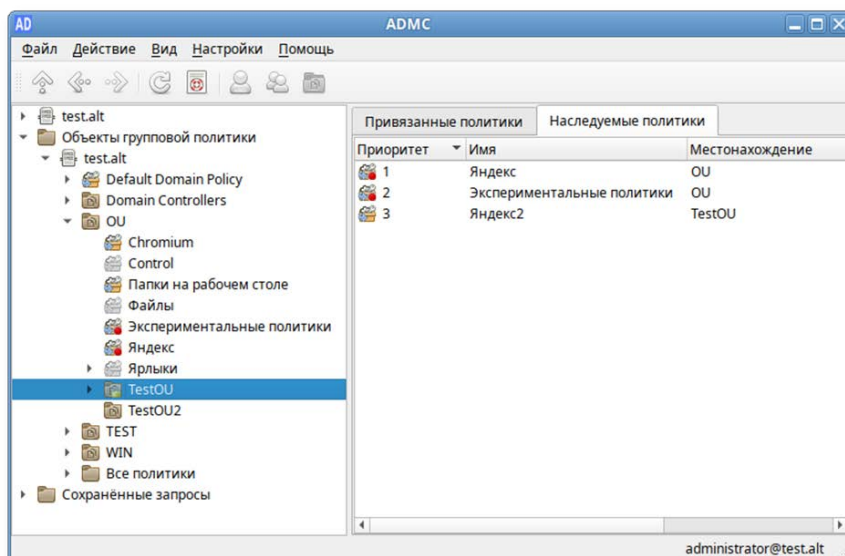 AD
ADMC
Файл Действие Вид Настройки Помощь
test.alt
Объекты групповой политики
test.alt
Default Domain Policy
Domain Controllers
OU
Chromium
Control
Папки на рабочем столе
Файлы
Экспериментальные политики
Яндекс
Ярлыки
TestOU
TestOU2
TEST
WIN
Все политики
Сохранённые запросы
Привязанные политики Наследуемые политики
Приоритет Имя Местонахождение
1 Яндекс OU
2 Экспериментальные политики OU
3 Яндекс2 TestOU
administrator@test.alt